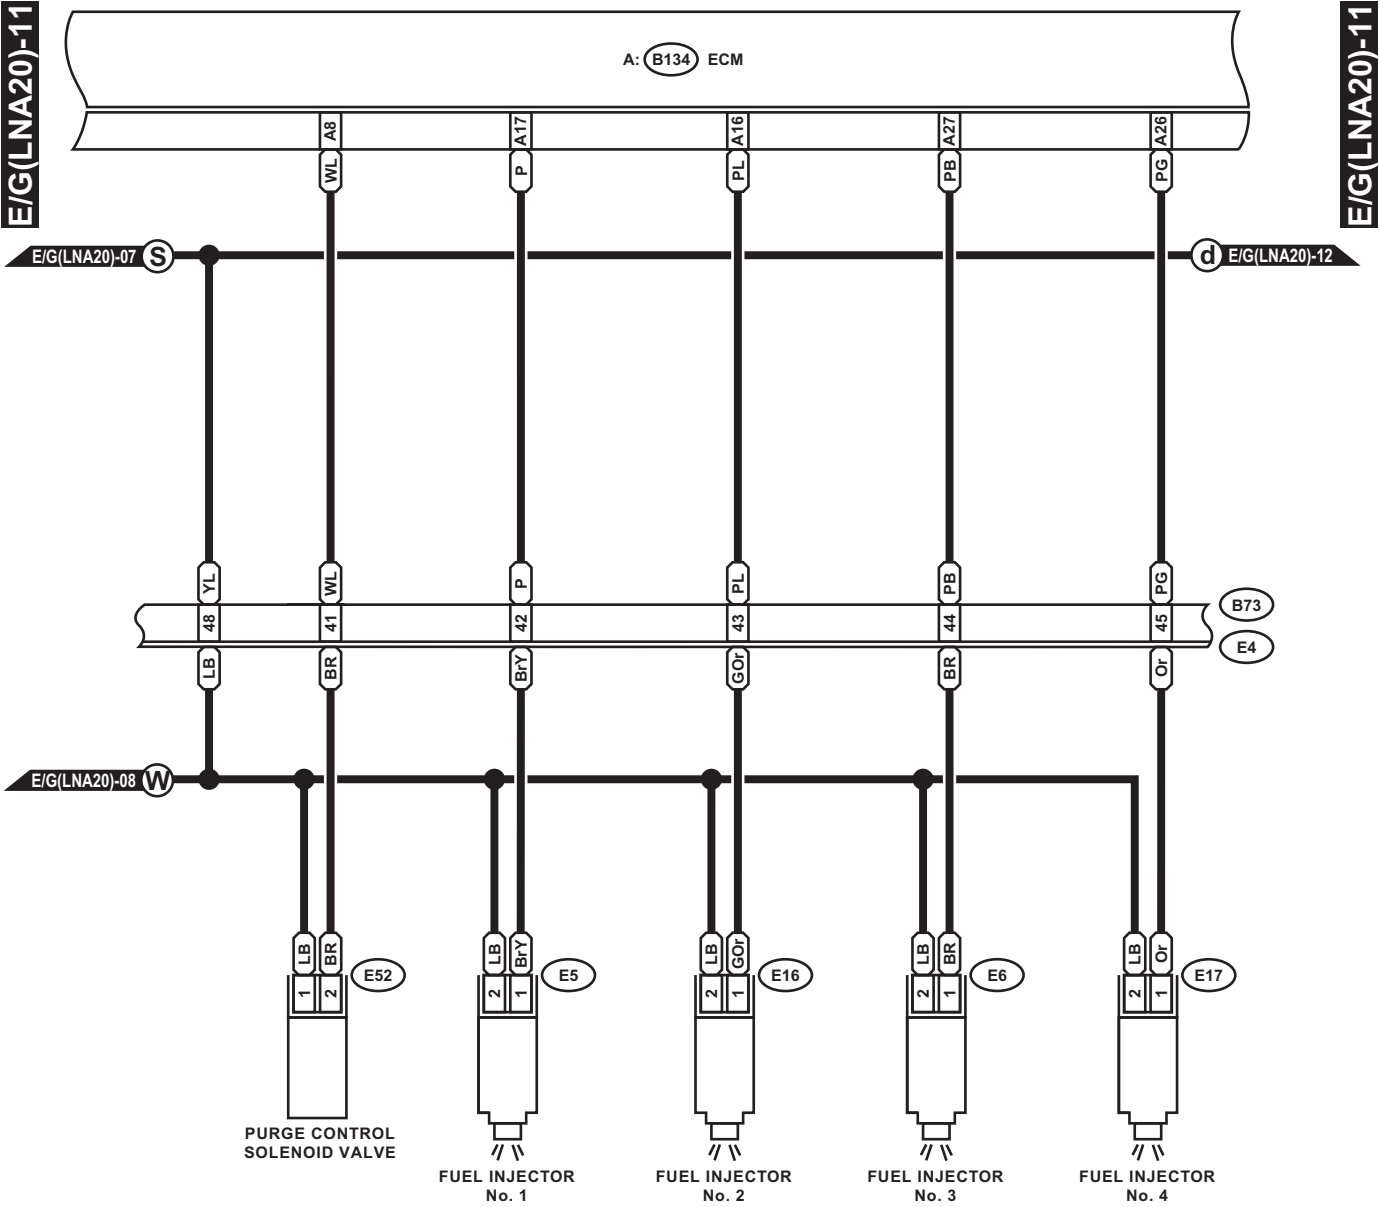 E/G(LNA20)-11
E/G(LNA20)-11
A: B134 ECM
A8 A17 A16 A27 A26
WL P PL PB PG
E/G(LNA20)-07 S
d E/G(LNA20)-12
YL WL P PL PB PG
B73
48 41 42 43 44 45
E4
LB BR BrY GOr BR Or
E/G(LNA20)-08 W
LB BR LB BrY LB GOr LB BR LB Or
E52 E5 E16 E6 E17
1 2 2 1 2 1 2 1 2 1
PURGE CONTROL
SOLENOID VALVE
FUEL INJECTOR
No. 1
FUEL INJECTOR
No. 2
FUEL INJECTOR
No. 3
FUEL INJECTOR
No. 4